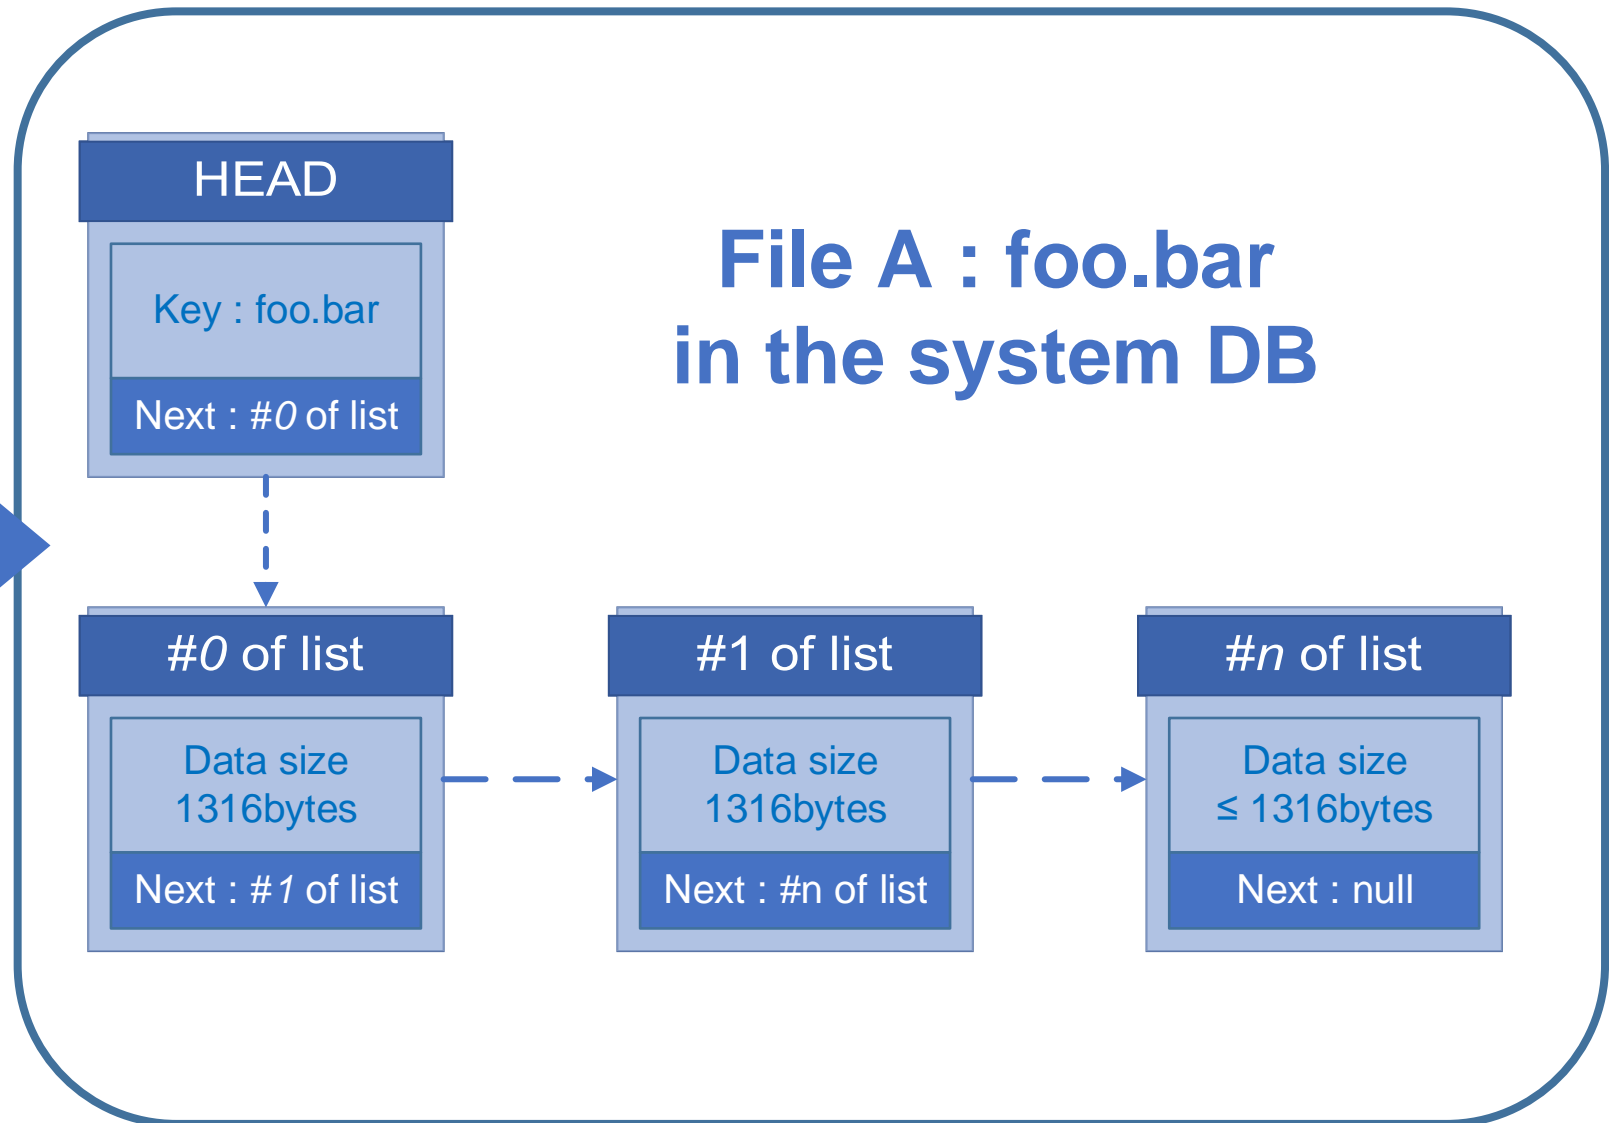 HEAD
Key : foo.bar
Next : #0 of list
File A : foo.bar
in the system DB
#0 of list
Data size
1316bytes
Next : #1 of list
#1 of list
Data size
1316bytes
Next : #n of list
#n of list
Data size
≤ 1316bytes
Next : null